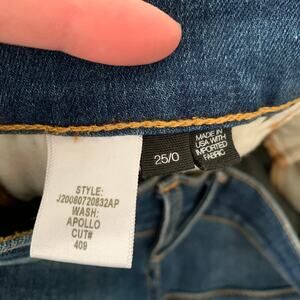 STYLE:
J20080720832AP
WASH:
APOLLO
CUT#
409
25/0
MADE IN
USA WITH
IMPORTED
FABRIC